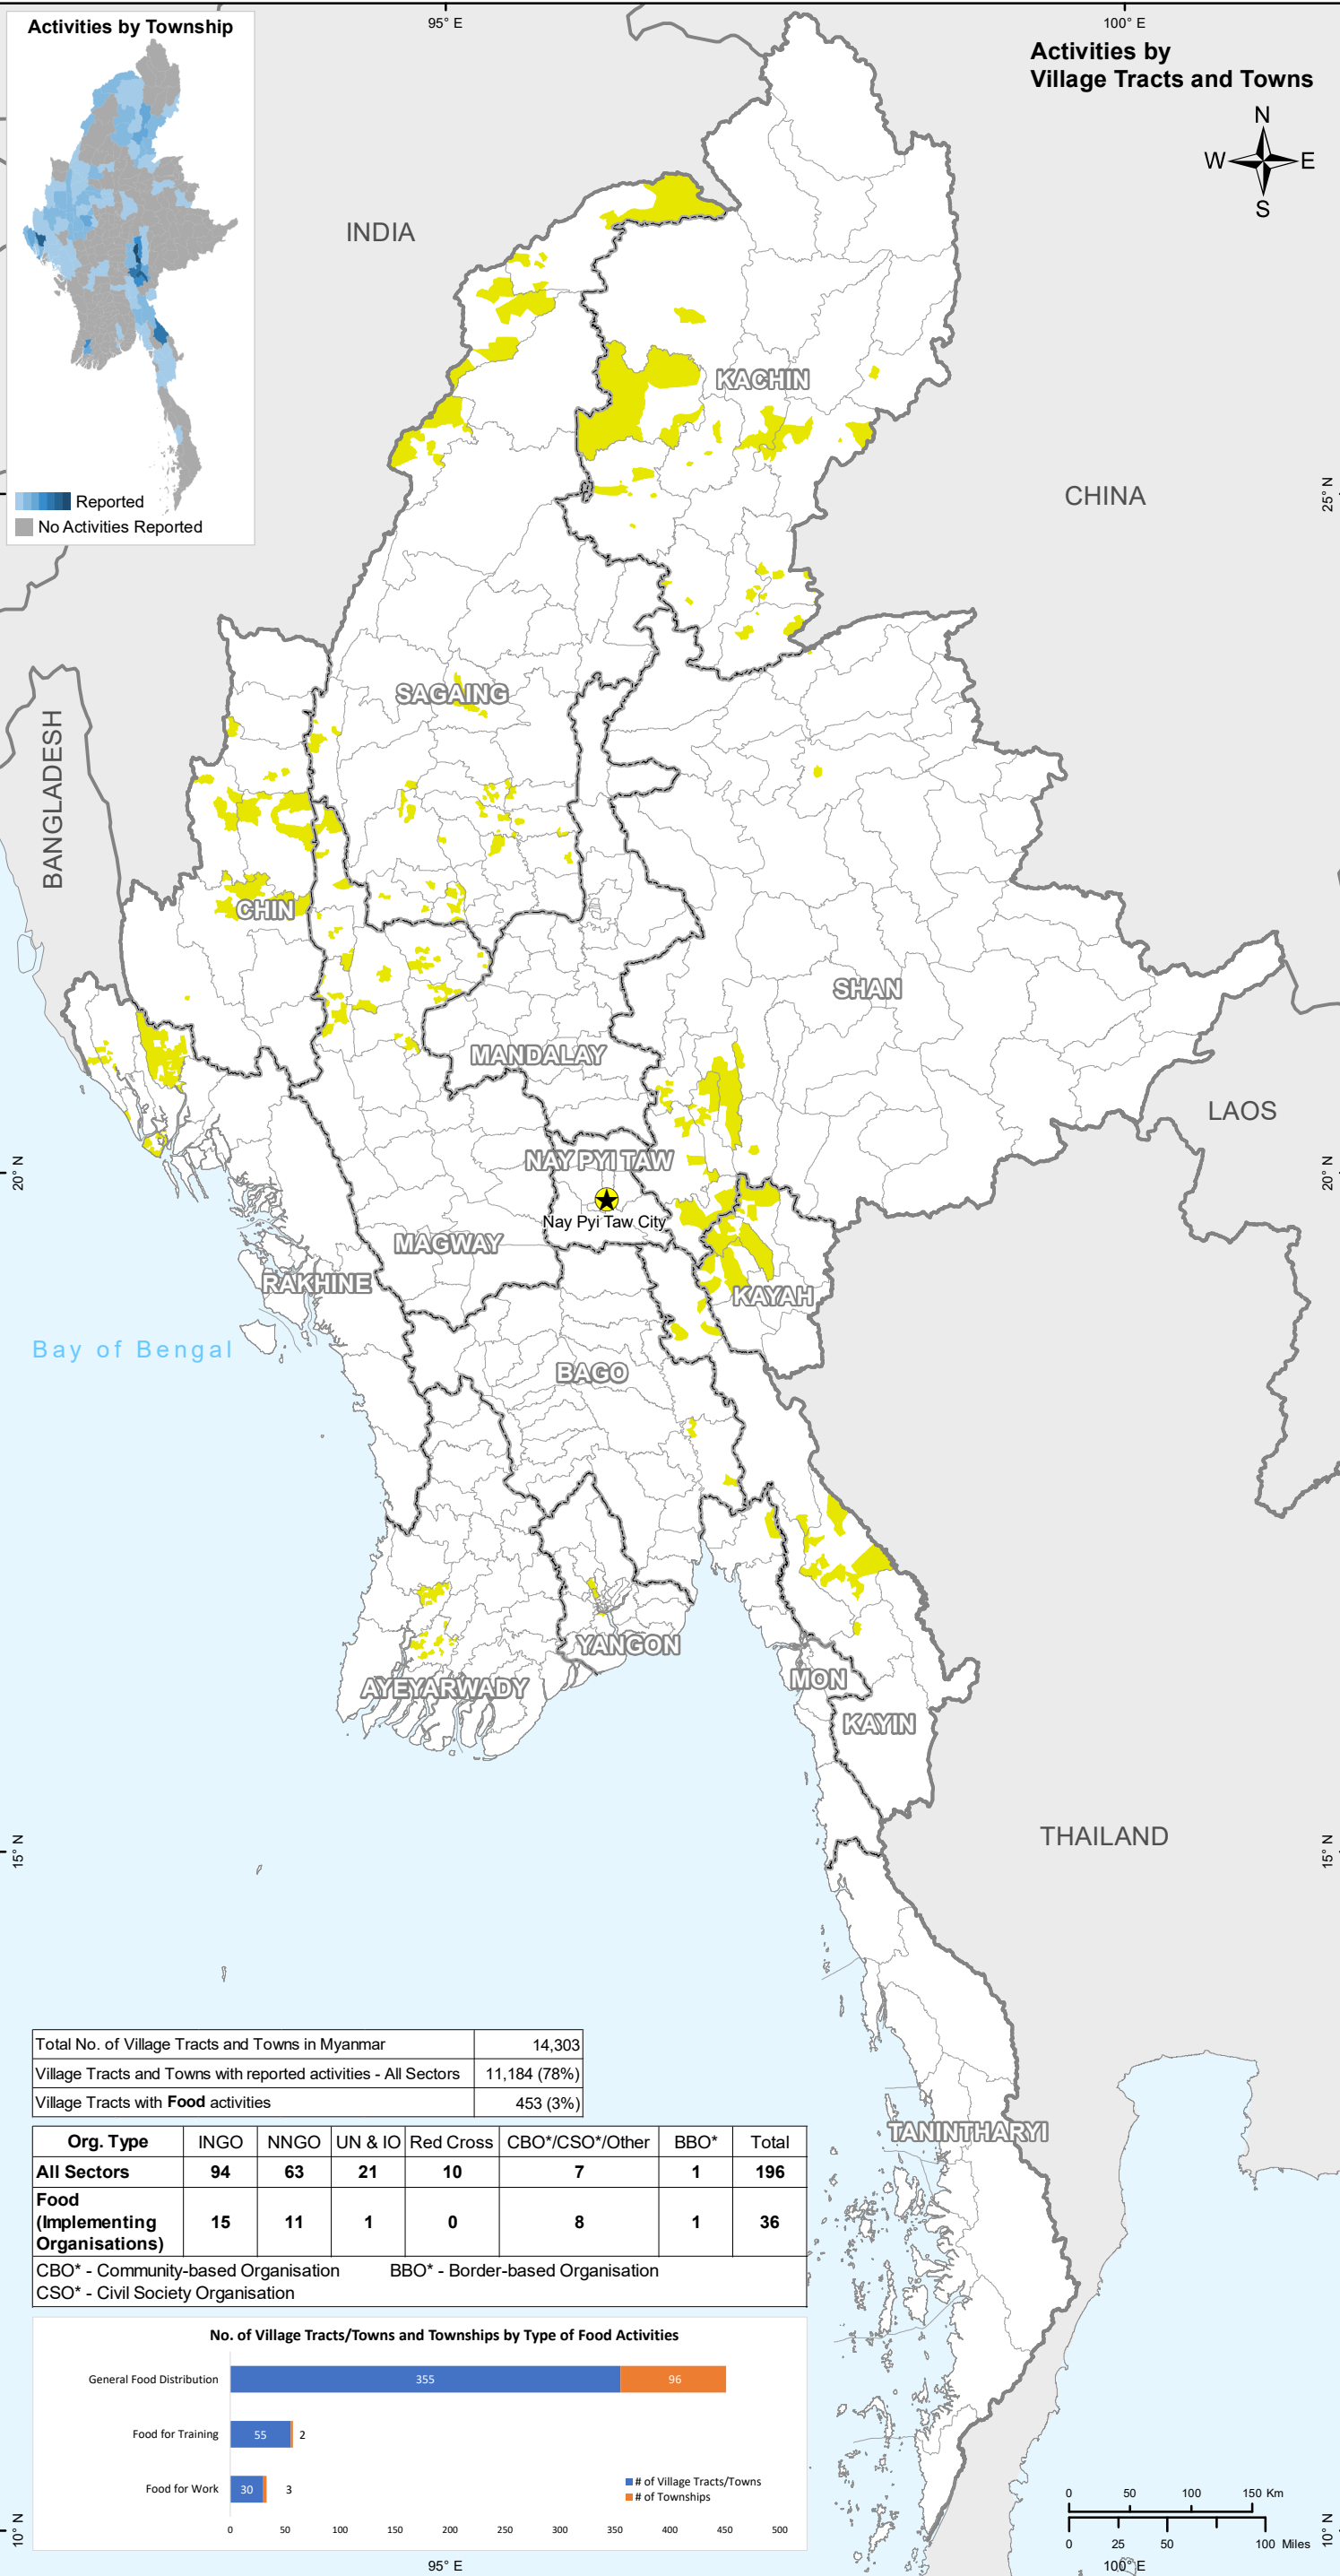 Activities by Township
Reported
No Activities Reported
95° E
100° E
Activities by
Village Tracts and Towns
N
W E
S
INDIA
KACHIN
CHINA
25° N
BANGLADESH
SAGAING
CHIN
SHAN
MANDALAY
LAOS
20° N
20° N
NAY PYI TAW
Nay Pyi Taw City
MAGWAY
RAKHINE
KAYAH
Bay of Bengal
BAGO
YANGON
AYEYARWADY
MON
KAYIN
15° N
15° N
THAILAND
TANINTHARYI
Total No. of Village Tracts and Towns in Myanmar 14,303
Village Tracts and Towns with reported activities - All Sectors 11,184 (78%)
Village Tracts with Food activities 453 (3%)
Org. Type INGO NNGO UN & IO Red Cross CBO*/CSO*/Other BBO* Total
All Sectors 94 63 21 10 7 1 196
Food
(Implementing 15 11 1 0 8 1 36
Organisations)
CBO* - Community-based Organisation BBO* - Border-based Organisation
CSO* - Civil Society Organisation
No. of Village Tracts/Towns and Townships by Type of Food Activities
General Food Distribution 355 96
Food for Training 55 2
Food for Work 30 3
# of Village Tracts/Towns
# of Townships
0 50 100 150 200 250 300 350 400 450 500
0 50 100 150 Km
0 25 50 100 Miles
10° N
10° N
95° E
100° E